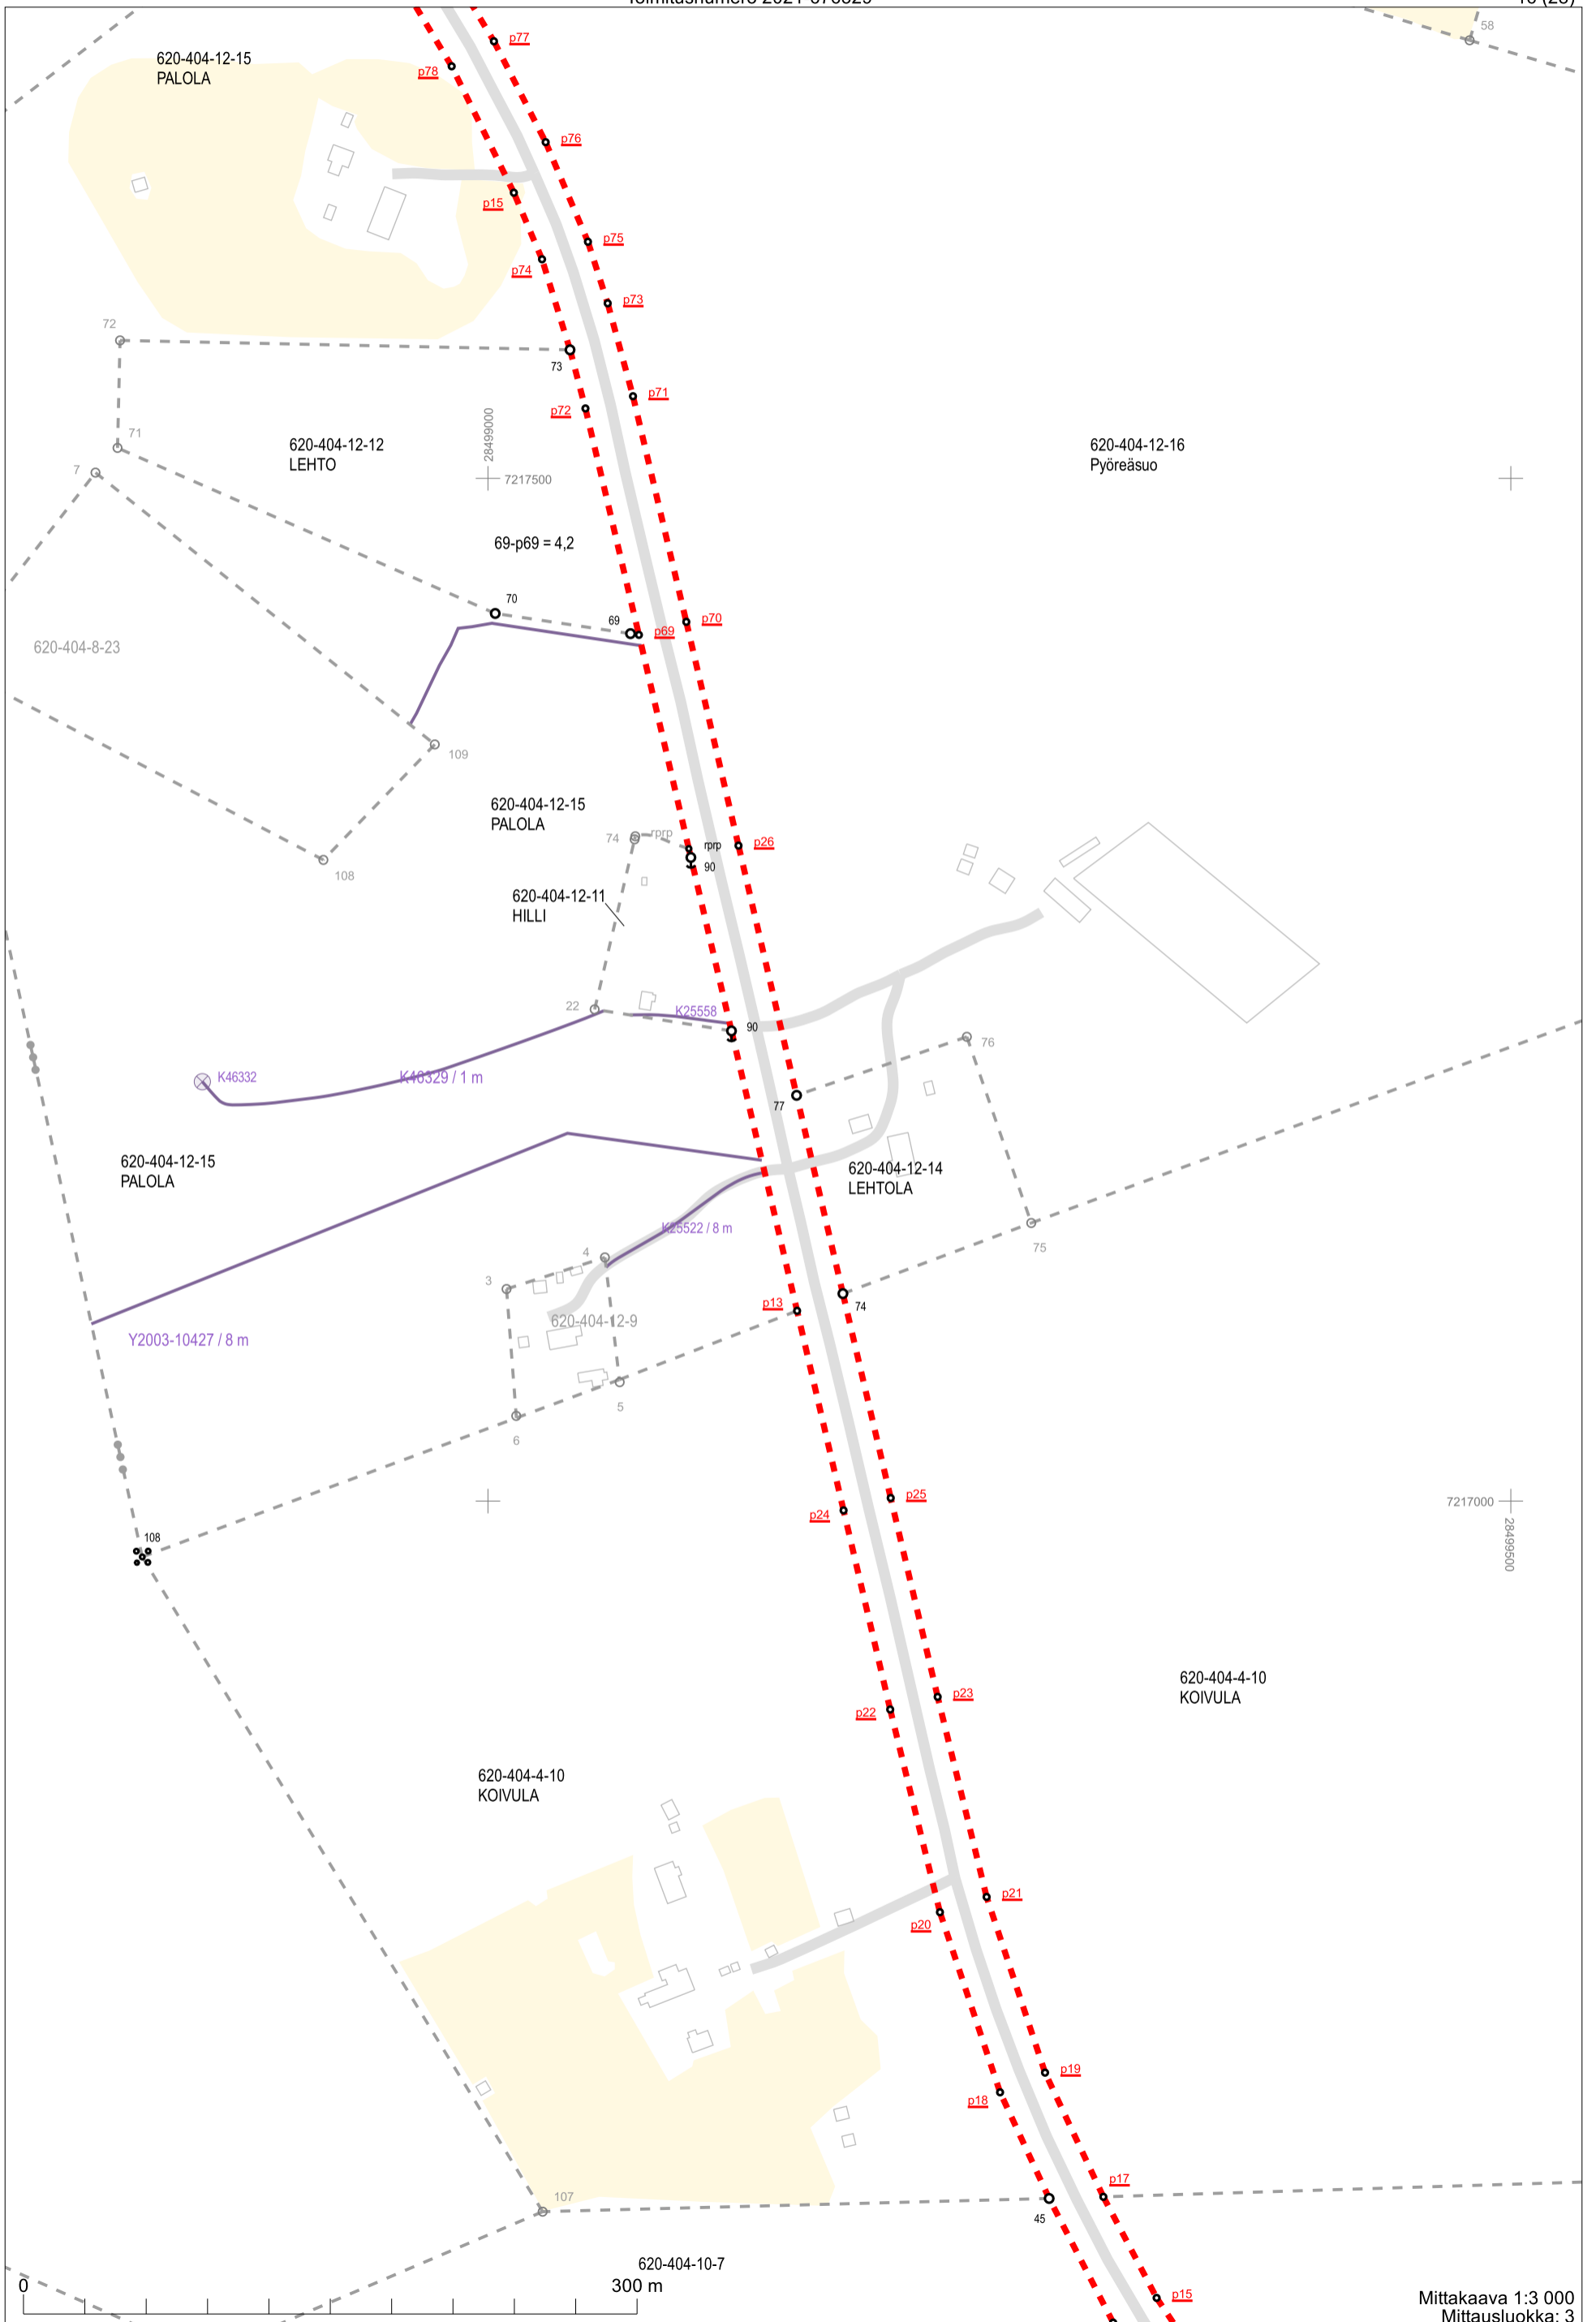 58
p77
620-404-12-15
PALOLA
p78
p76
p15
p75
p74
p73
72
73
p71
p72
71
28499000
620-404-12-12
LEHTO
620-404-12-16
Pyöreäsuo
7
7217500
69-p69 = 4,2
70
69
p70
p69
620-404-8-23
109
620-404-12-15
PALOLA
74
rprp
rprp
p26
90
108
620-404-12-11
HILLI
22
K25558
90
76
K46332
K46329 / 1 m
77
620-404-12-15
PALOLA
620-404-12-14
LEHTOLA
K25522 / 8 m
75
4
3
p13
74
620-404-12-9
Y2003-10427 / 8 m
5
6
p25
7217000
p24
28499500
108
620-404-4-10
KOIVULA
p23
p22
620-404-4-10
KOIVULA
p21
p20
p19
p18
p17
107
45
620-404-10-7
0
300 m
p15
Mittakaava 1:3 000
Mittausluokka: 3